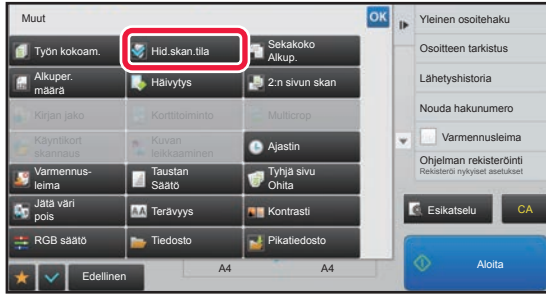 Muut
OK
Työn kokoam.
Hid.skan.tila
Sekakoko
Alkup.
Alkuper.
määrä
Häivytys
2:n sivun skan
Kirjan jako
Korttitoiminto
Multicrop
Käyntikort
skannaus
Kuvan
leikkaaminen
Ajastin
Varmennus-
leima
Taustan
Säätö
Tyhjä sivu
Ohita
Jätä väri
pois
AA Terävyys
Kontrasti
RGB säätö
Tiedosto
Pikatiedosto
Edellinen
A4
A4
Yleinen osoitehaku
Osoitteen tarkistus
Lähetyshistoria
Nouda hakunumero
Varmennusleima
Ohjelman rekisteröinti
Rekisteröi nykyiset asetukset
Esikatselu
CA
Aloita